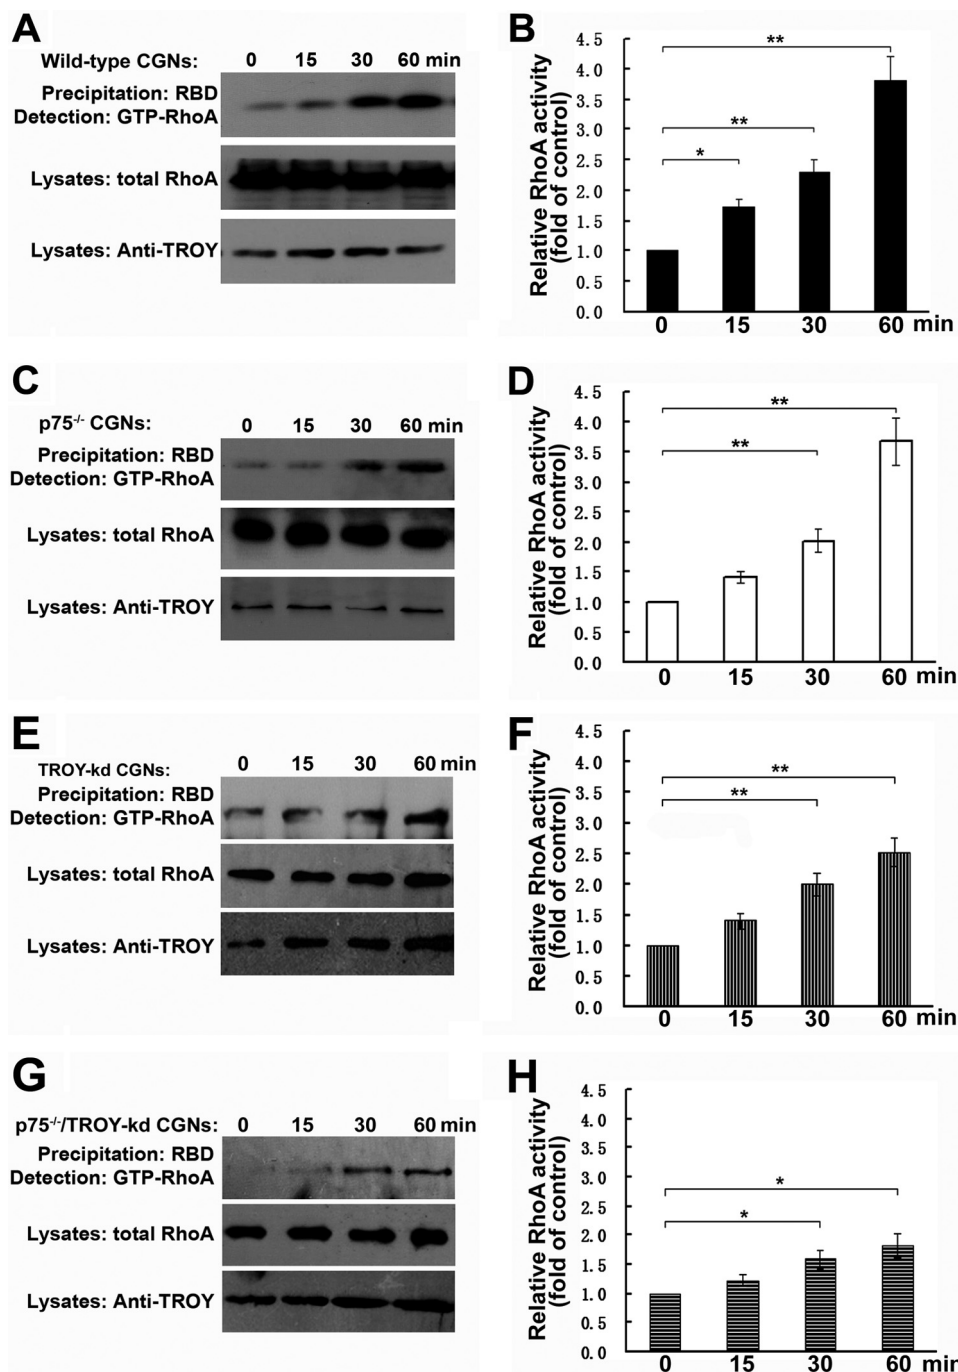 A
Wild-type CGNs: 0 15 30 60 min
Precipitation: RBD
Detection: GTP-RhoA
Lysates: total RhoA
Lysates: Anti-TROY
B
Relative RhoA activity
(fold of control)
4.5
4.0
3.5
3.0
2.5
2.0
1.5
1.0
0.5
0.0
**
**
*
0 15 30 60 min
C
p75-/- CGNs: 0 15 30 60 min
Precipitation: RBD
Detection: GTP-RhoA
Lysates: total RhoA
Lysates: Anti-TROY
D
Relative RhoA activity
(fold of control)
4.5
4.0
3.5
3.0
2.5
2.0
1.5
1.0
0.5
0.0
**
**
0 15 30 60 min
E
TROY-kd CGNs: 0 15 30 60 min
Precipitation: RBD
Detection: GTP-RhoA
Lysates: total RhoA
Lysates: Anti-TROY
F
Relative RhoA activity
(fold of control)
4.5
4.0
3.5
3.0
2.5
2.0
1.5
1.0
0.5
0.0
**
**
0 15 30 60 min
G
p75-/-/TROY-kd CGNs: 0 15 30 60 min
Precipitation: RBD
Detection: GTP-RhoA
Lysates: total RhoA
Lysates: Anti-TROY
H
Relative RhoA activity
(fold of control)
4.5
4.0
3.5
3.0
2.5
2.0
1.5
1.0
0.5
0.0
*
*
0 15 30 60 min